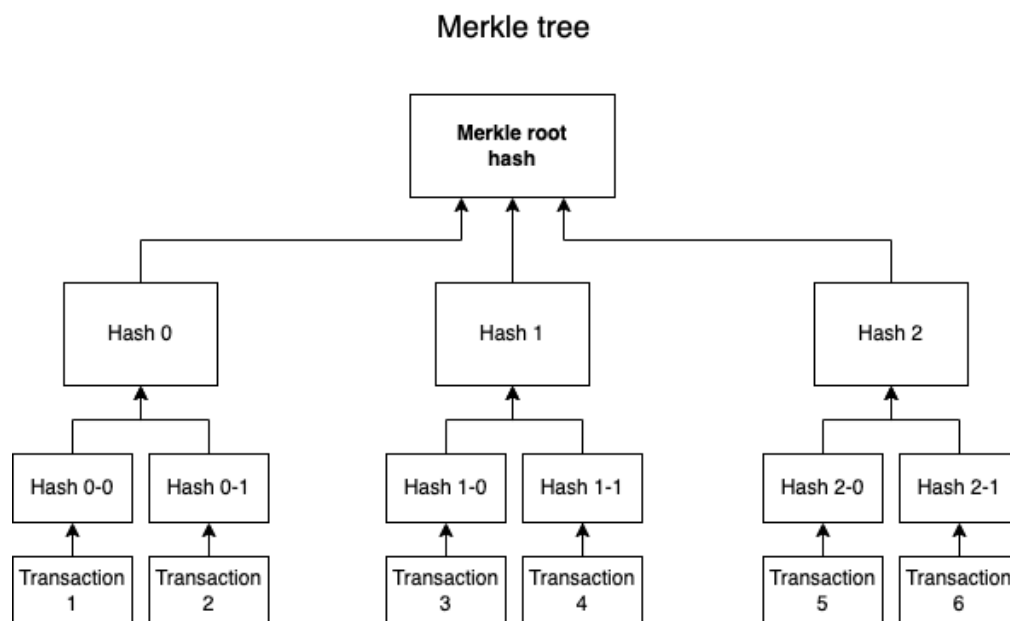 Merkle tree
Merkle root
hash
Hash 0
Hash 1
Hash 2
Hash 0-0
Hash 0-1
Hash 1-0
Hash 1-1
Hash 2-0
Hash 2-1
Transaction
1
Transaction
2
Transaction
3
Transaction
4
Transaction
5
Transaction
6